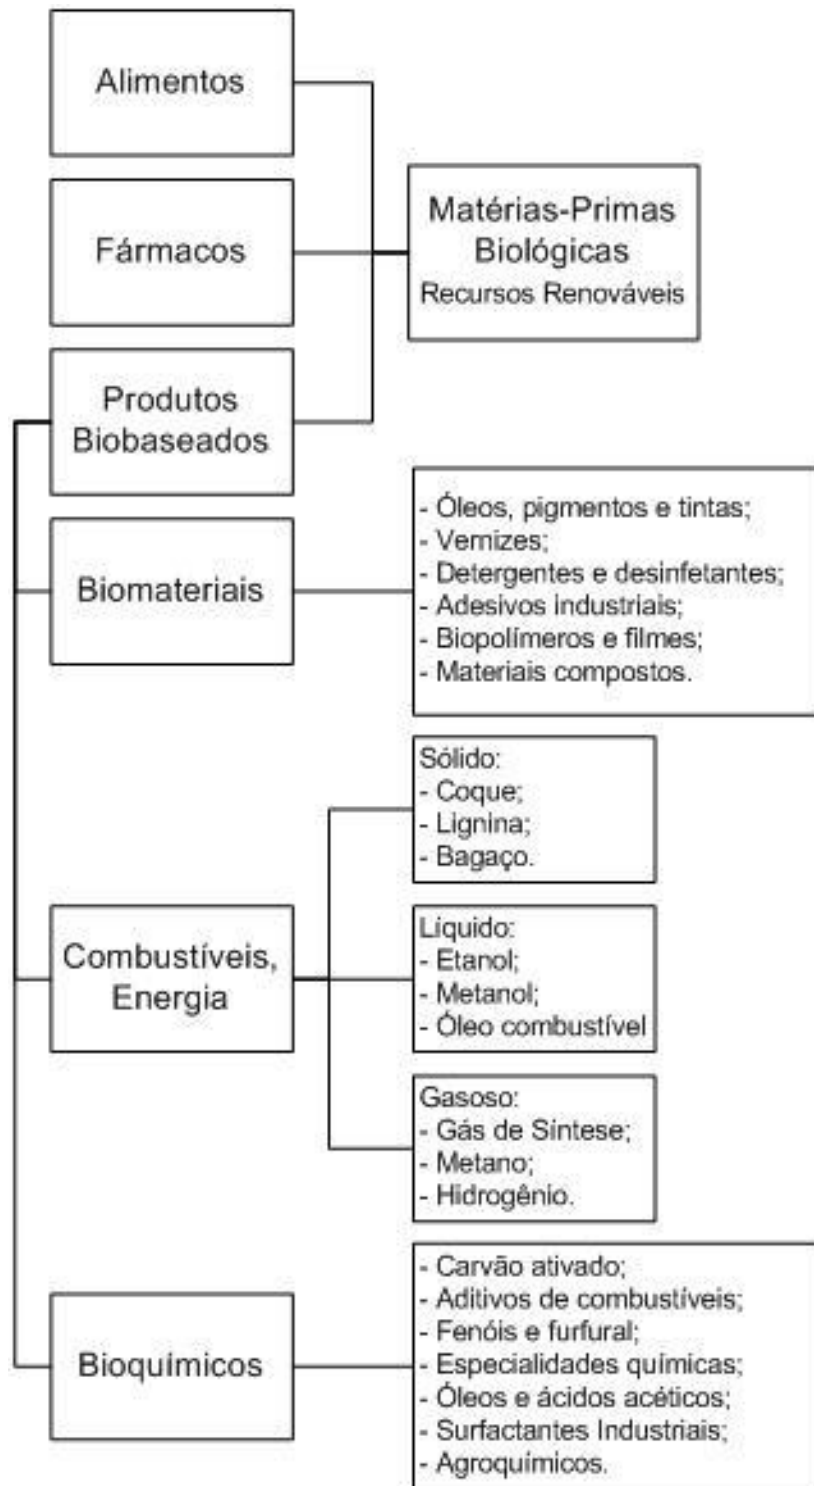 Alimentos
Fármacos
Matérias-Primas
Biológicas
Recursos Renováveis
Produtos
Biobaseados
Biomateriais
- Óleos, pigmentos e tintas;
- Vernizes;
- Detergentes e desinfetantes;
- Adesivos industriais;
- Biopolímeros e filmes;
- Materiais compostos.
Combustíveis,
Energia
Sólido:
- Coque;
- Lignina;
- Bagaço.
Líquido:
- Etanol;
- Metanol;
- Óleo combustível
Gasoso:
- Gás de Síntese;
- Metano;
- Hidrogênio.
Bioquímicos
- Carvão ativado;
- Aditivos de combustíveis;
- Fenóis e furfural;
- Especialidades químicas;
- Óleos e ácidos acéticos;
- Surfactantes Industriais;
- Agroquímicos.